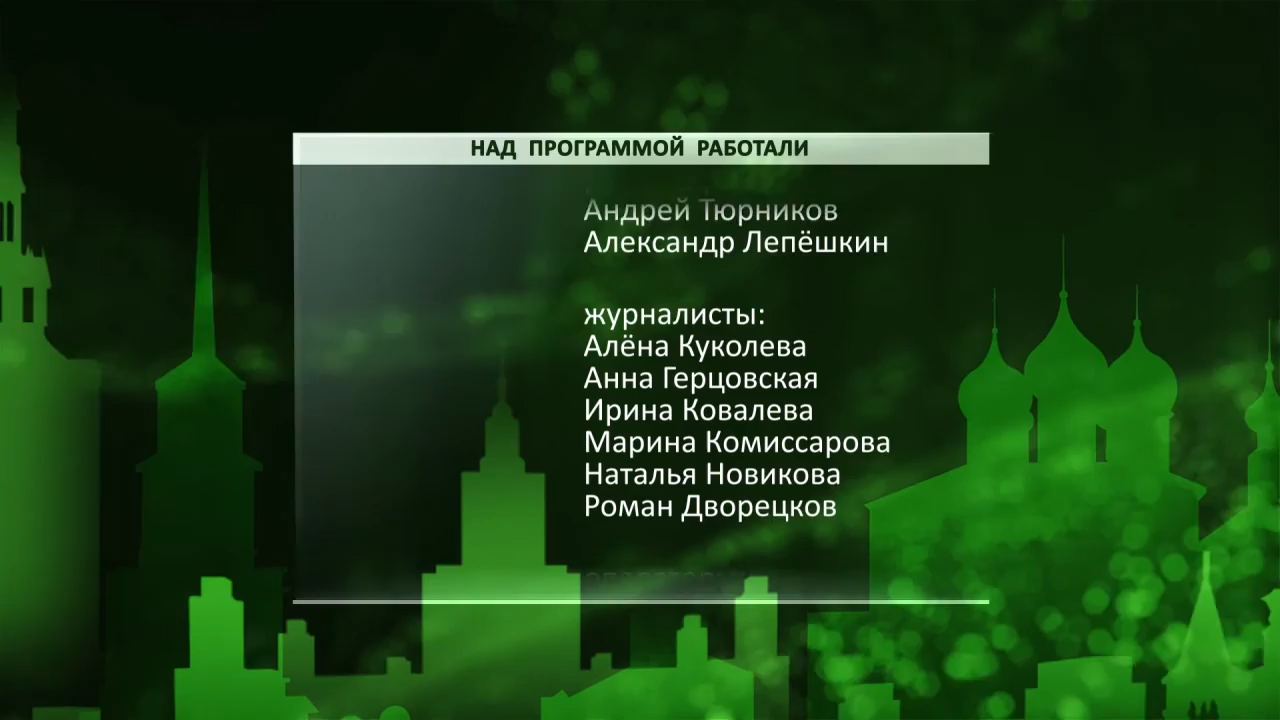 НАД ПРОГРАММОЙ РАБОТАЛИ
Андрей Тюрников
Александр Лепёшкин
журналисты:
Алёна Куколева
Анна Герцовская
Ирина Ковалева
Марина Комиссарова
Наталья Новикова
Роман Дворецков